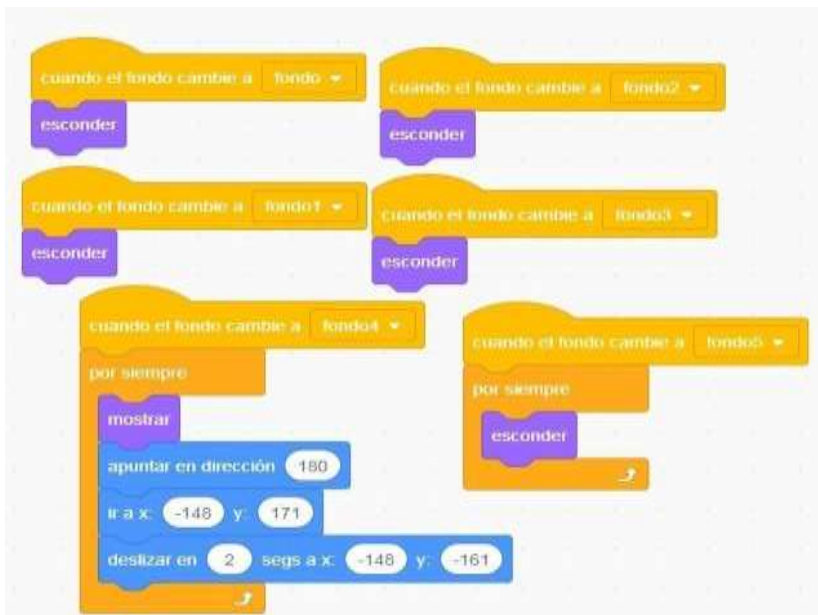 cuando el fondo cambie a fondo
esconder
cuando el fondo cambie a fondo2
esconder
cuando el fondo cambie a fondo1
esconder
cuando el fondo cambie a fondo3
esconder
cuando el fondo cambie a fondo4
por siempre
mostrar
apuntar en dirección 180
ir a x: -148 y: 171
deslizar en 2 segs a x: -148 y: -161
cuando el fondo cambie a fondo5
por siempre
esconder